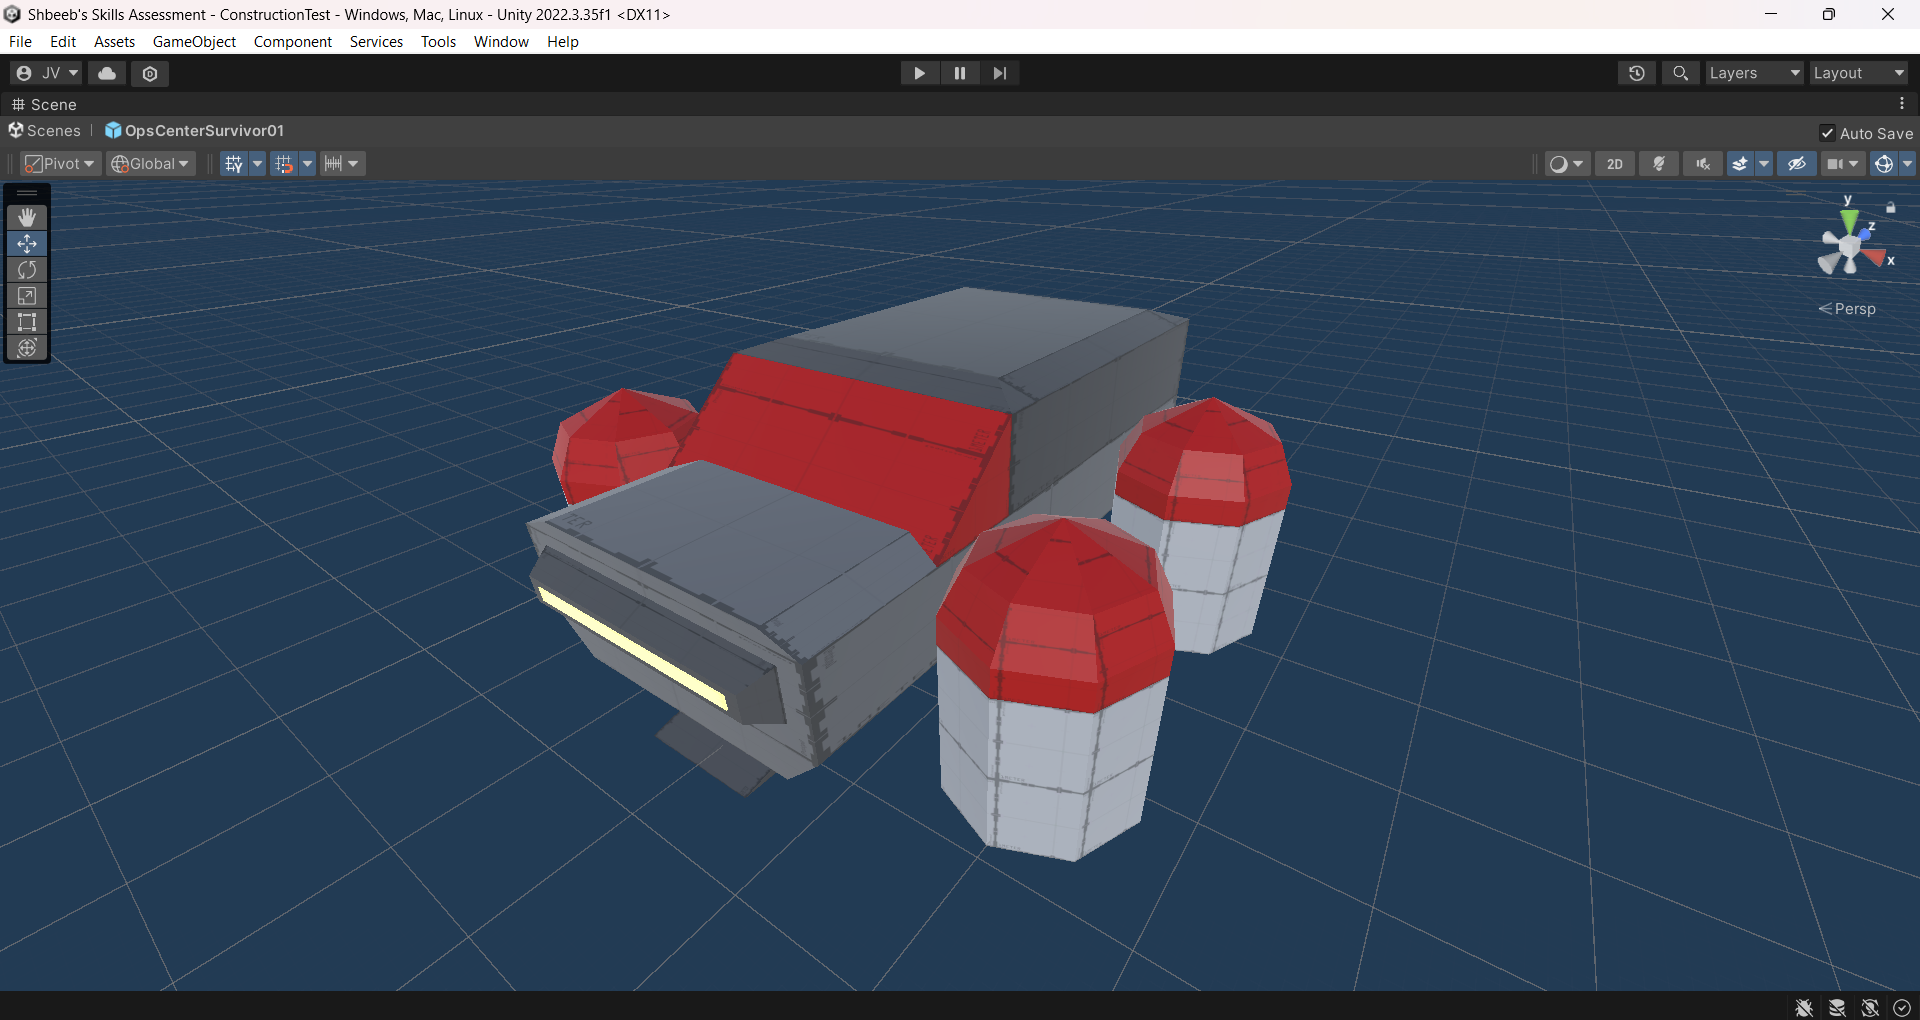 Shbeeb's Skills Assessment - ConstructionTest - Windows, Mac, Linux - Unity 2022.3.35f1 <DX11>
File Edit Assets GameObject Component Services Tools Window Help
JV Layers Layout
Scene
Scenes | OpsCenterSurvivor01 Auto Save
Pivot Global 2D
y
z
x
Persp